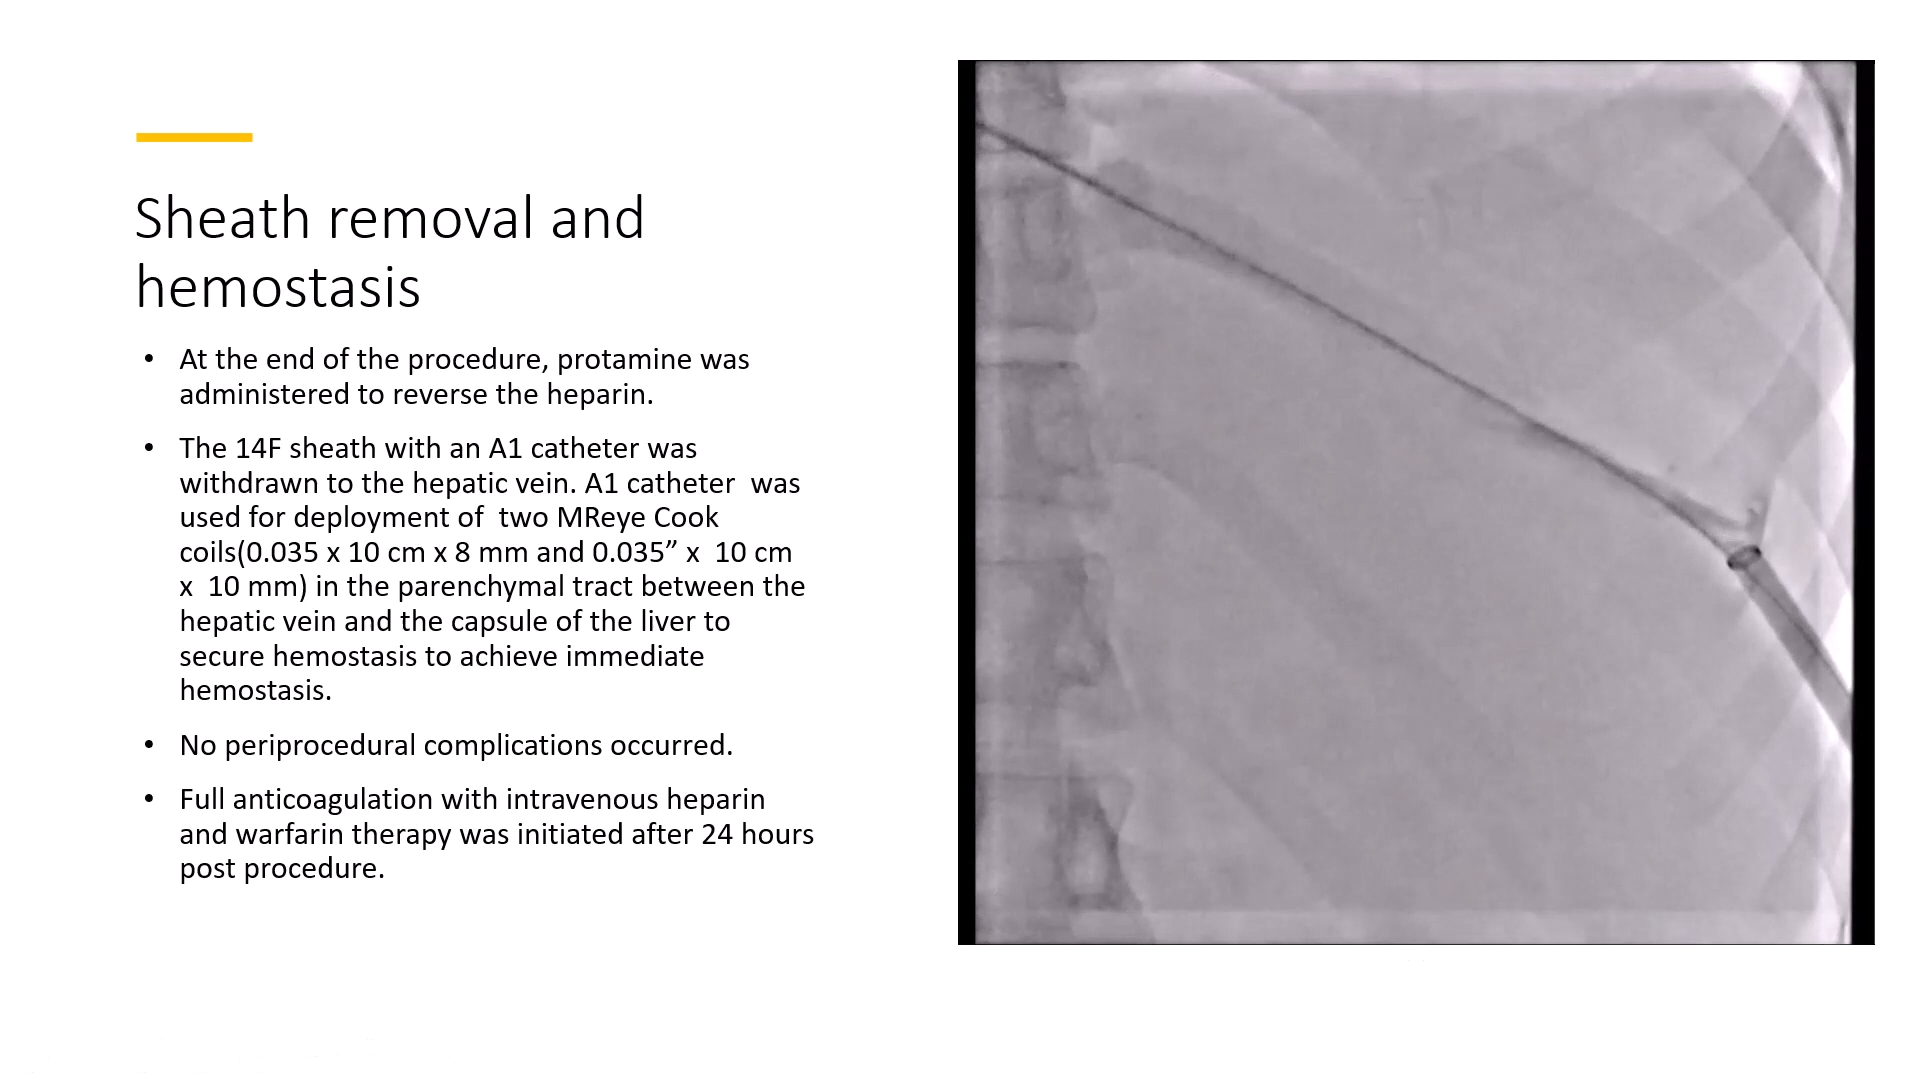 Sheath removal and
hemostasis
• At the end of the procedure, protamine was
administered to reverse the heparin.
• The 14F sheath with an A1 catheter was
withdrawn to the hepatic vein. A1 catheter  was
used for deployment of  two MReye Cook
coils(0.035 x 10 cm x 8 mm and 0.035” x  10 cm
x  10 mm) in the parenchymal tract between the
hepatic vein and the capsule of the liver to
secure hemostasis to achieve immediate
hemostasis.
• No periprocedural complications occurred.
• Full anticoagulation with intravenous heparin
and warfarin therapy was initiated after 24 hours
post procedure.